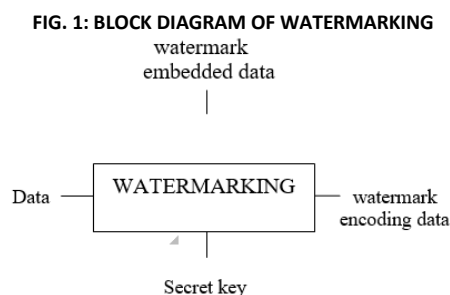 FIG. 1: BLOCK DIAGRAM OF WATERMARKING
watermark
embedded data
WATERMARKING
Data
watermark
encoding data
Secret key